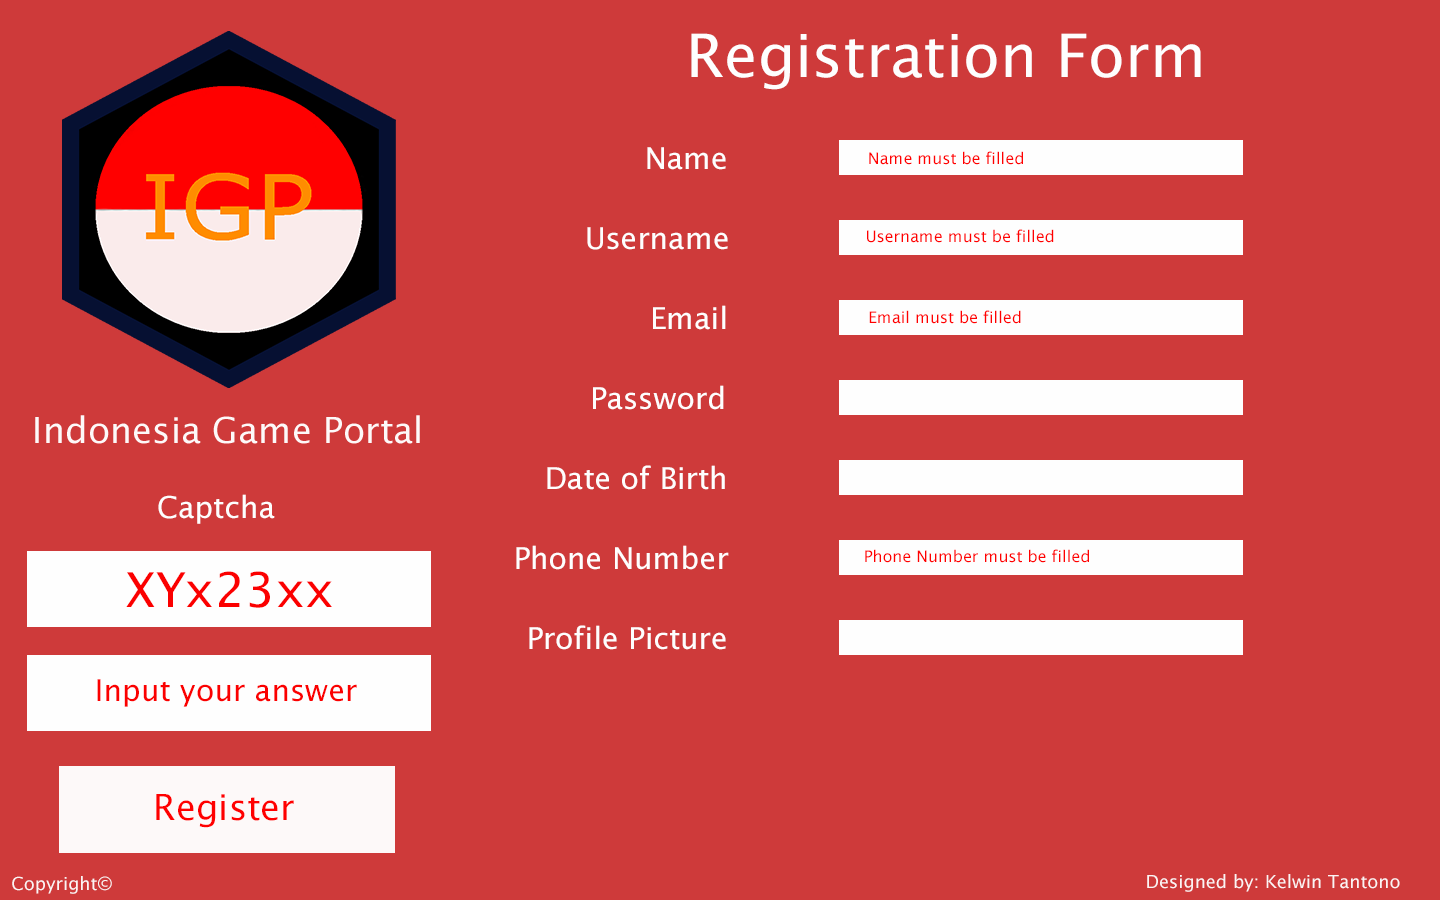 IGP
Indonesia Game Portal
Captcha
XYx23xx
Input your answer
Register
Copyright©
Registration Form
Name
Name must be filled
Username
Username must be filled
Email
Email must be filled
Password
Date of Birth
Phone Number
Phone Number must be filled
Profile Picture
Designed by: Kelwin Tantono